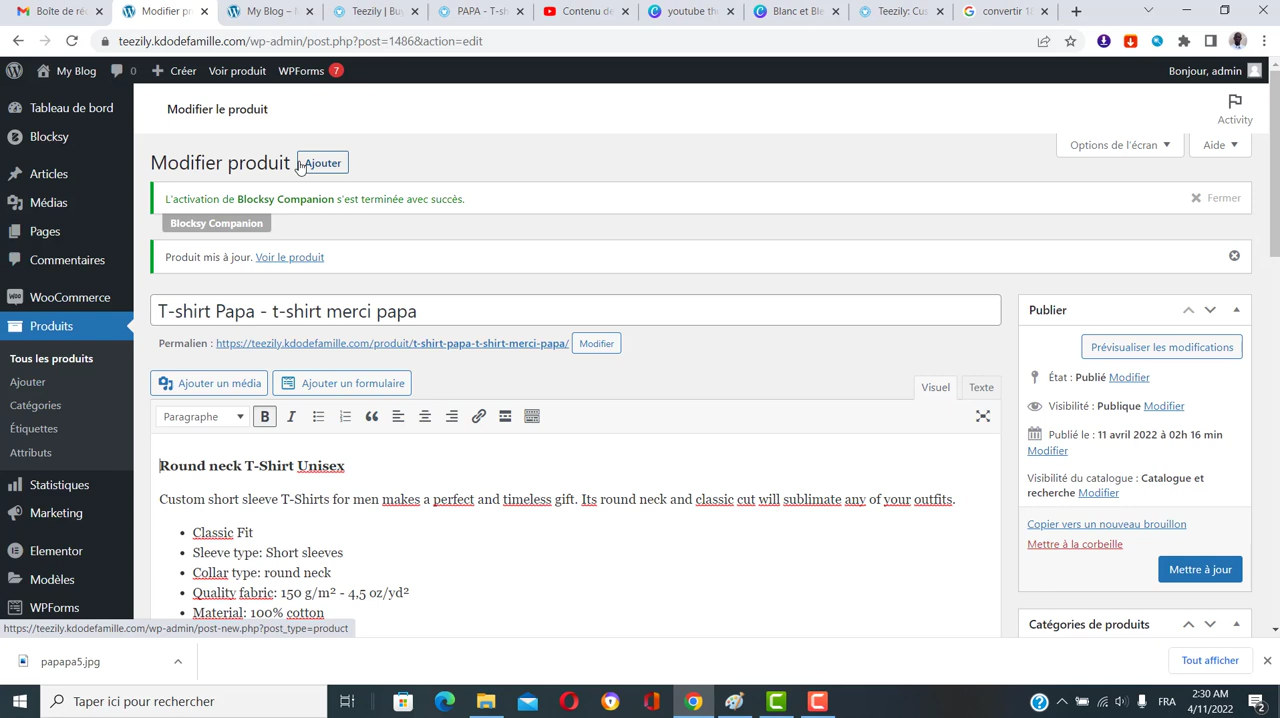 Boîte de réc
Modifier pro
My Blog –
Teezily | Buy
PAPA - T-s
Contenu de
youtube th
Blanc et Ble
Teezily: Cus
convertir 18
teezily.kdodefamille.com/wp-admin/post.php?post=1486&action=edit
My Blog 0 Créer Voir produit WPForms 7 Bonjour, admin
Tableau de bord
Blocksy
Articles
Médias
Pages
Commentaires
WooCommerce
Produits
Tous les produits
Ajouter
Catégories
Étiquettes
Attributs
Statistiques
Marketing
Elementor
Modèles
WPForms
Modifier le produit
Activity
Modifier produit Ajouter
Options de l'écran Aide
L'activation de Blocksy Companion s'est terminée avec succès.
Fermer
Blocksy Companion
Produit mis à jour. Voir le produit
T-shirt Papa - t-shirt merci papa
Permalien : https://teezily.kdodefamille.com/produit/t-shirt-papa-t-shirt-merci-papa/ Modifier
Ajouter un média Ajouter un formulaire
Visuel Texte
Paragraphe B I
Round neck T-Shirt Unisex
Custom short sleeve T-Shirts for men makes a perfect and timeless gift. Its round neck and classic cut will sublimate any of your outfits.
Classic Fit
Sleeve type: Short sleeves
Collar type: round neck
Quality fabric: 150 g/m² - 4,5 oz/yd²
Material: 100% cotton
Publier
Prévisualiser les modifications
État : Publié Modifier
Visibilité : Publique Modifier
Publié le : 11 avril 2022 à 02h 16 min
Modifier
Visibilité du catalogue : Catalogue et
recherche Modifier
Copier vers un nouveau brouillon
Mettre à la corbeille
Mettre à jour
Catégories de produits
https://teezily.kdodefamille.com/wp-admin/post-new.php?post_type=product
papapa5.jpg
Tout afficher
Taper ici pour rechercher
FRA
2:30 AM
4/11/2022
2